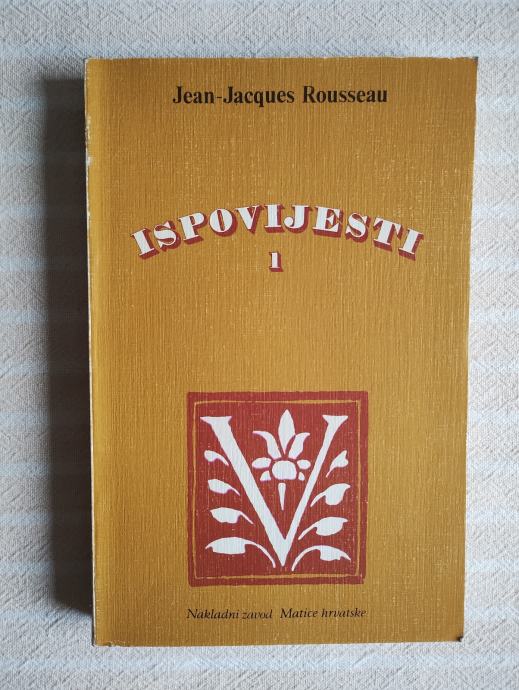 Jean-Jacques Rousseau
ISPOVIJESTI
1
V
Nakladni zavod Matice hrvatske